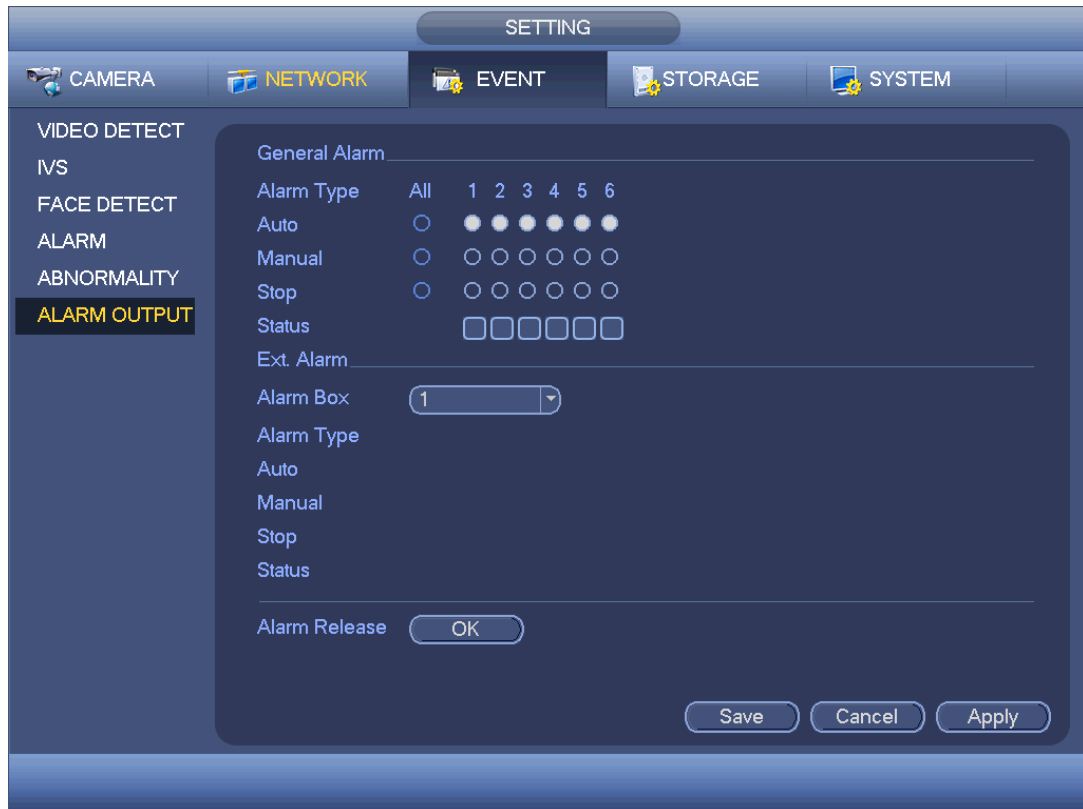 SETTING
CAMERA NETWORK EVENT STORAGE SYSTEM
VIDEO DETECT
IVS
FACE DETECT
ALARM
ABNORMALITY
ALARM OUTPUT
General Alarm
Alarm Type All 1 2 3 4 5 6
Auto
Manual
Stop
Status
Ext. Alarm
Alarm Box 1
Alarm Type
Auto
Manual
Stop
Status
Alarm Release OK
Save Cancel Apply